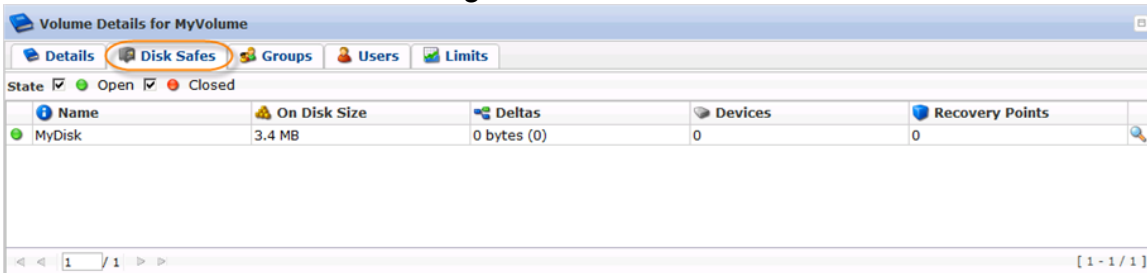 Volume Details for MyVolume
Details Disk Safes Groups Users Limits
State Open Closed
Name On Disk Size Deltas Devices Recovery Points
MyDisk 3.4 MB 0 bytes (0) 0 0
1 / 1 [ 1 - 1 / 1 ]